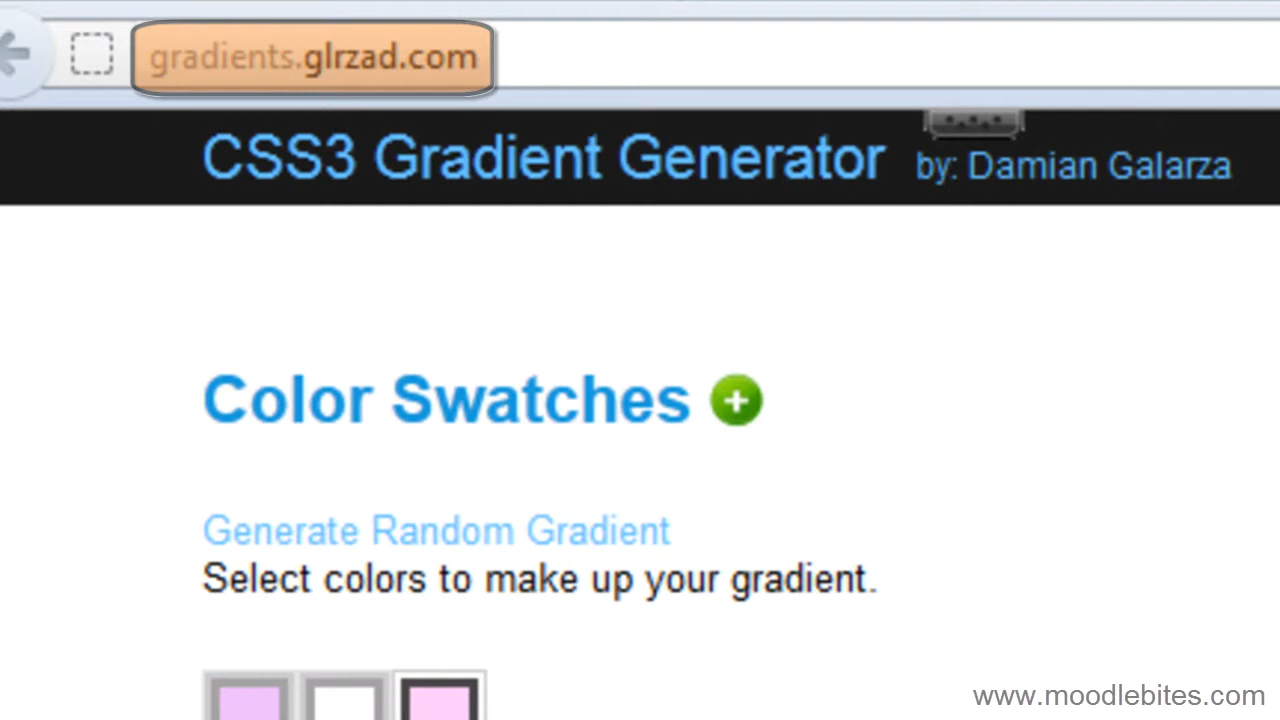 gradients.glrzad.com
CSS3 Gradient Generator by: Damian Galarza
Color Swatches
Generate Random Gradient
Select colors to make up your gradient.
www.moodlebites.com